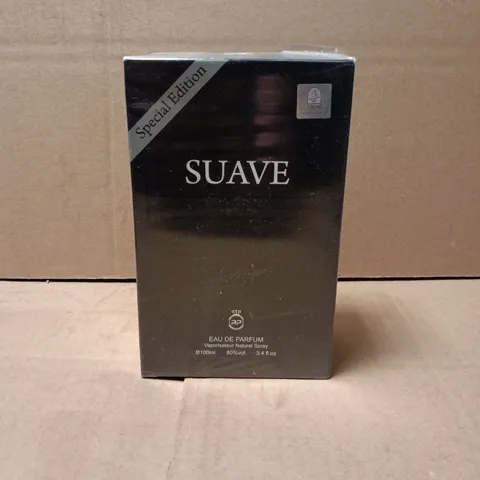 Special Edition
SUAVE
RP
EAU DE PARFUM
Vaporisateur Natural Spray
℮100ml 80%vol. 3.4 fl.oz